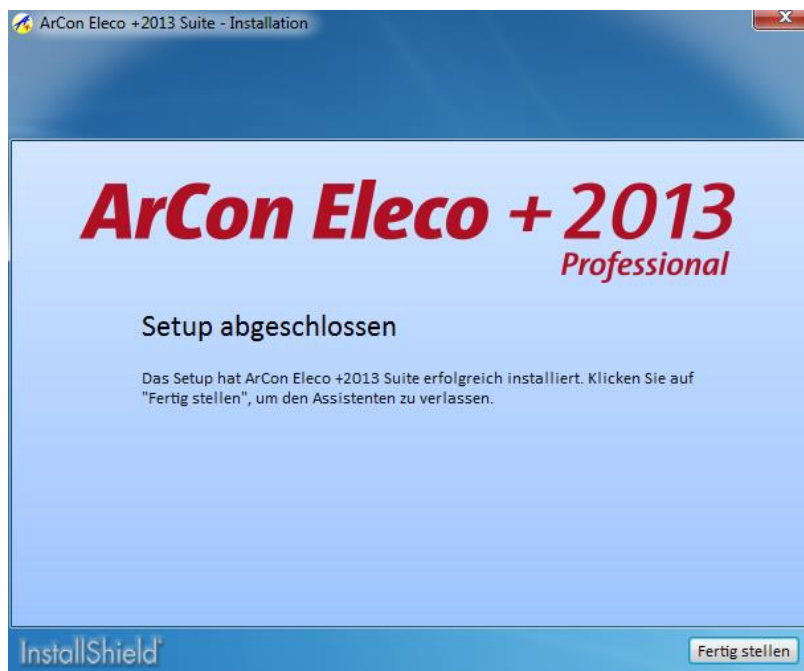 ArCon Eleco +2013 Suite - Installation
ArCon Eleco + 2013
Professional
Setup abgeschlossen
Das Setup hat ArCon Eleco +2013 Suite erfolgreich installiert. Klicken Sie auf
"Fertig stellen", um den Assistenten zu verlassen.
InstallShield®
Fertig stellen